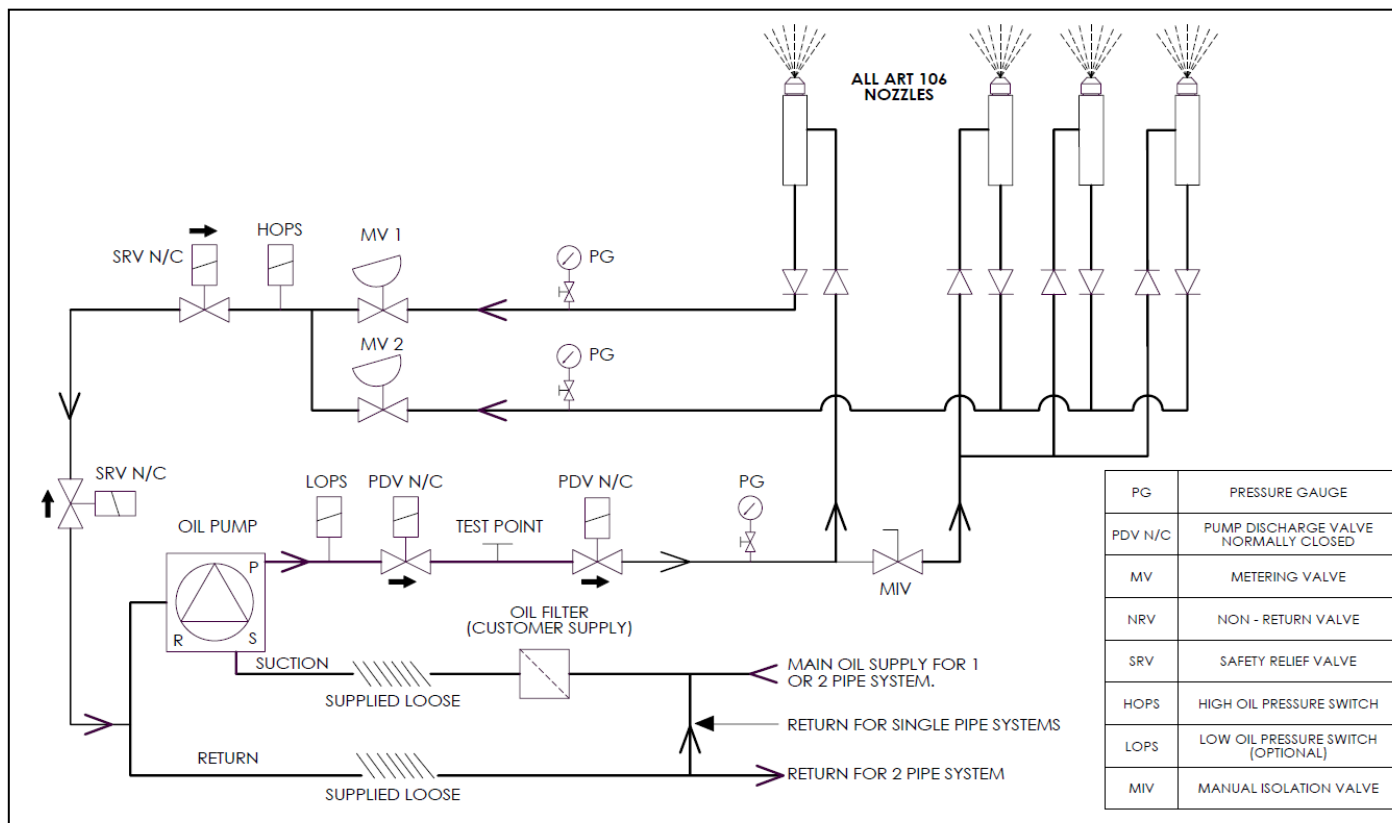 ALL ART 106
NOZZLES
HOPS
MV 1
SRV N/C
PG
MV 2
PG
SRV N/C
LOPS
PDV N/C
PDV N/C
PG
OIL PUMP
TEST POINT
P
R
S
MIV
OIL FILTER
(CUSTOMER SUPPLY)
SUCTION
SUPPLIED LOOSE
MAIN OIL SUPPLY FOR 1
OR 2 PIPE SYSTEM.
RETURN FOR SINGLE PIPE SYSTEMS
RETURN
RETURN FOR 2 PIPE SYSTEM
SUPPLIED LOOSE
PG PRESSURE GAUGE
PDV N/C PUMP DISCHARGE VALVE
NORMALLY CLOSED
MV METERING VALVE
NRV NON - RETURN VALVE
SRV SAFETY RELIEF VALVE
HOPS HIGH OIL PRESSURE SWITCH
LOPS LOW OIL PRESSURE SWITCH
(OPTIONAL)
MIV MANUAL ISOLATION VALVE